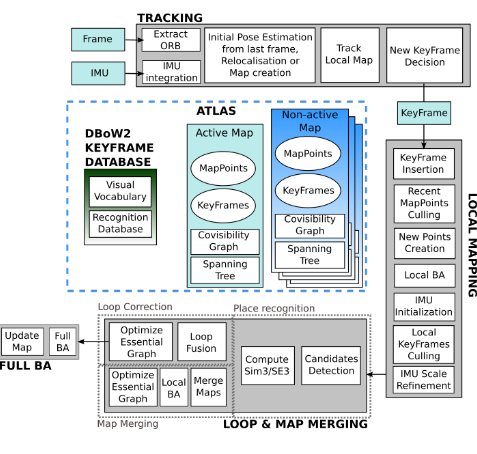 TRACKING
Frame
IMU
Extract
ORB
IMU
integration
Initial Pose Estimation
from last frame,
Relocalisation or
Map creation
Track
Local Map
New KeyFrame
Decision
KeyFrame
ATLAS
DBoW2
KEYFRAME
DATABASE
Visual
Vocabulary
Recognition
Database
Active Map
MapPoints
KeyFrames
Covisibility
Graph
Spanning
Tree
Non-active
Map
MapPoints
KeyFrames
Covisibility
Graph
Spanning
Tree
LOCAL MAPPING
KeyFrame
Insertion
Recent
MapPoints
Culling
New Points
Creation
Local BA
IMU
Initialization
Local
KeyFrames
Culling
IMU Scale
Refinement
Loop Correction
Place recognition
Optimize
Essential
Graph
Loop
Fusion
Compute
Sim3/SE3
Candidates
Detection
Optimize
Essential
Graph
Local
BA
Merge
Maps
Map Merging
LOOP & MAP MERGING
Update
Map
Full
BA
FULL BA